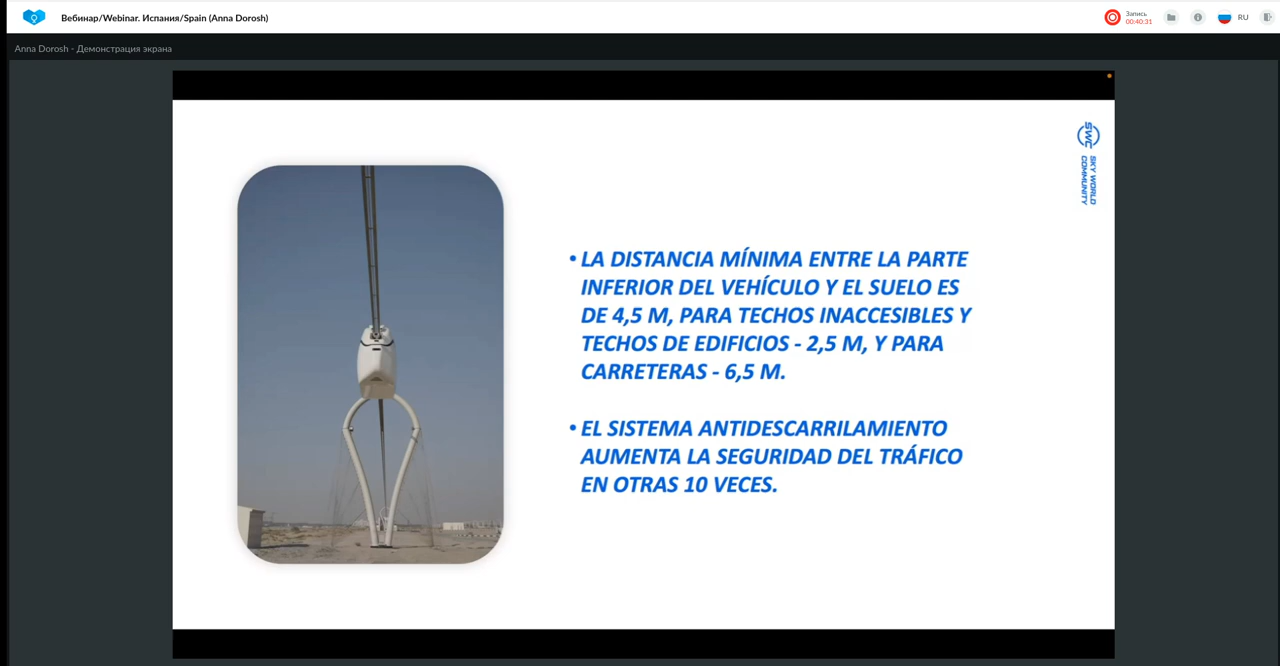 Вебинар/Webinar. Испания/Spain (Anna Dorosh)
Запись
00:40:31
RU
Anna Dorosh - Демонстрация экрана
SWC
SKY WORLD
COMMUNITY
• LA DISTANCIA MÍNIMA ENTRE LA PARTE
INFERIOR DEL VEHÍCULO Y EL SUELO ES
DE 4,5 M, PARA TECHOS INACCESIBLES Y
TECHOS DE EDIFICIOS - 2,5 M, Y PARA
CARRETERAS - 6,5 M.
• EL SISTEMA ANTIDESCARRILAMIENTO
AUMENTA LA SEGURIDAD DEL TRÁFICO
EN OTRAS 10 VECES.